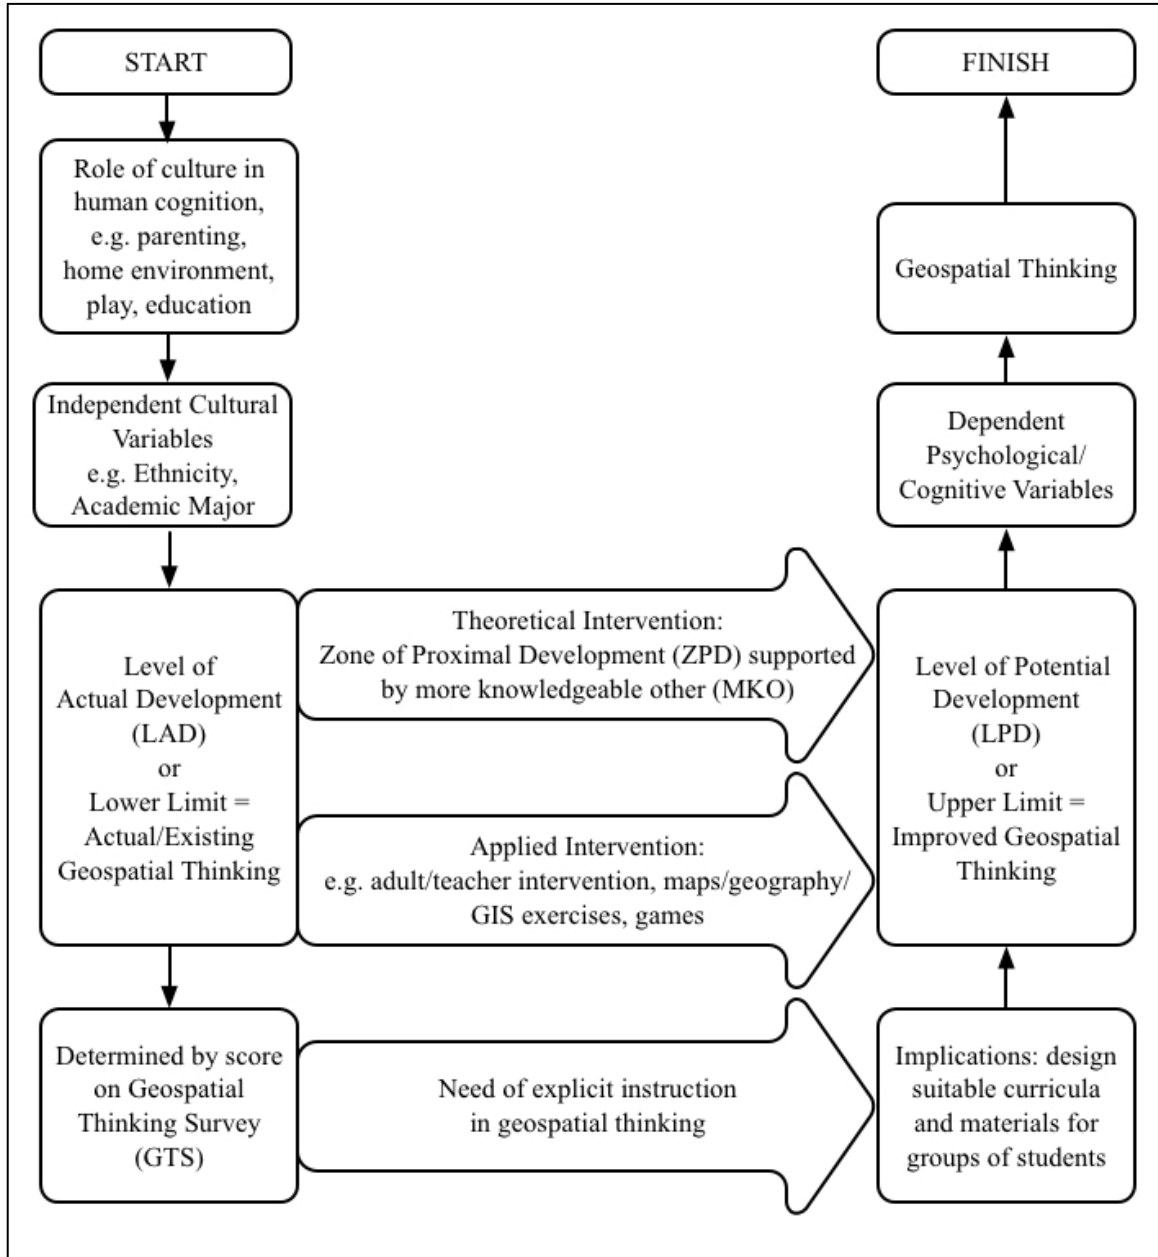 START
Role of culture in
human cognition,
e.g. parenting,
home environment,
play, education
Independent Cultural
Variables
e.g. Ethnicity,
Academic Major
Level of
Actual Development
(LAD)
or
Lower Limit =
Actual/Existing
Geospatial Thinking
Determined by score
on Geospatial
Thinking Survey
(GTS)
Theoretical Intervention:
Zone of Proximal Development (ZPD) supported
by more knowledgeable other (MKO)
Applied Intervention:
e.g. adult/teacher intervention, maps/geography/
GIS exercises, games
Need of explicit instruction
in geospatial thinking
Implications: design
suitable curricula
and materials for
groups of students
Level of Potential
Development
(LPD)
or
Upper Limit =
Improved Geospatial
Thinking
Dependent
Psychological/
Cognitive Variables
Geospatial Thinking
FINISH